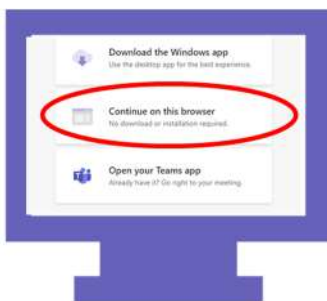 Download the Windows app
Use the desktop app for the best experience.
Continue on this browser
No download or installation required.
Open your Teams app
Already have it? Go right to your meeting.